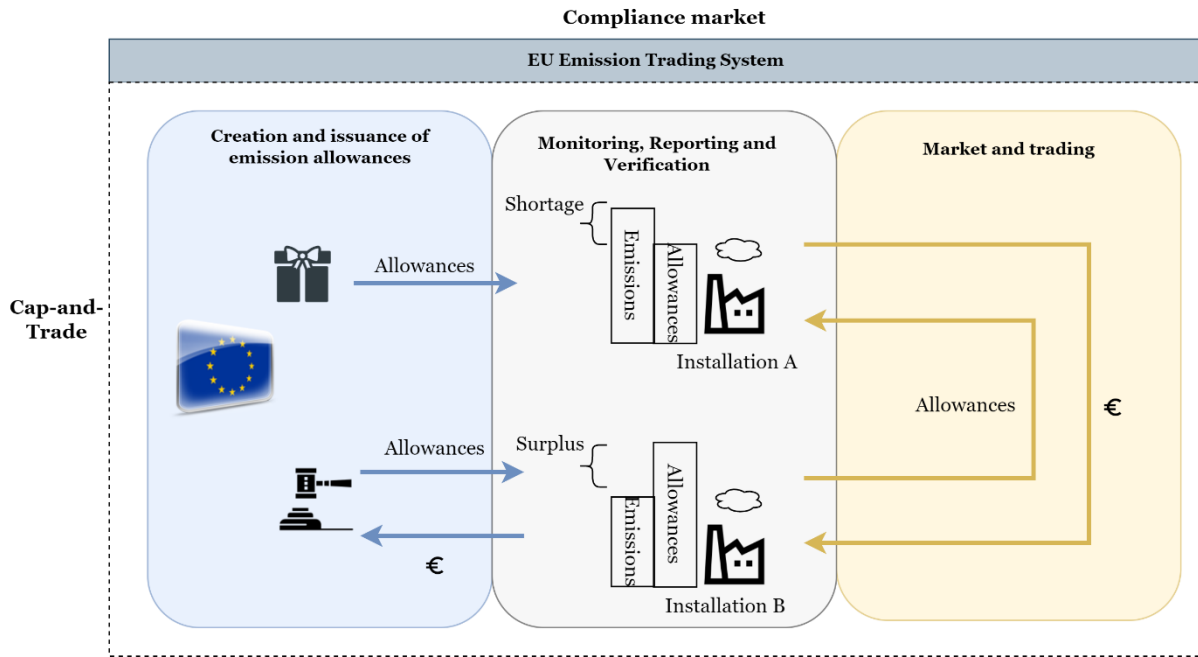 Compliance market
EU Emission Trading System
Cap-and-
Trade
Creation and issuance of
emission allowances
Allowances
Allowances
€
Monitoring, Reporting and
Verification
Shortage
Emissions
Allowances
Installation A
Surplus
Emissions
Allowances
Installation B
Market and trading
Allowances
€